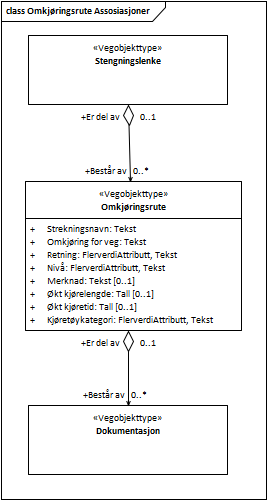 class Omkjøringsrute Assosiasjoner
«Vegobjekttype»
Stengningslenke
+Er del av 0..1
+Består av 0..*
«Vegobjekttype»
Omkjøringsrute
+ Strekningsnavn: Tekst
+ Omkjøring for veg: Tekst
+ Retning: FlerverdiAttributt, Tekst
+ Nivå: FlerverdiAttributt, Tekst
+ Merknad: Tekst [0..1]
+ Økt kjørelengde: Tall [0..1]
+ Økt kjøretid: Tall [0..1]
+ Kjøretøykategori: FlerverdiAttributt, Tekst
+Er del av 0..1
+Består av 0..*
«Vegobjekttype»
Dokumentasjon